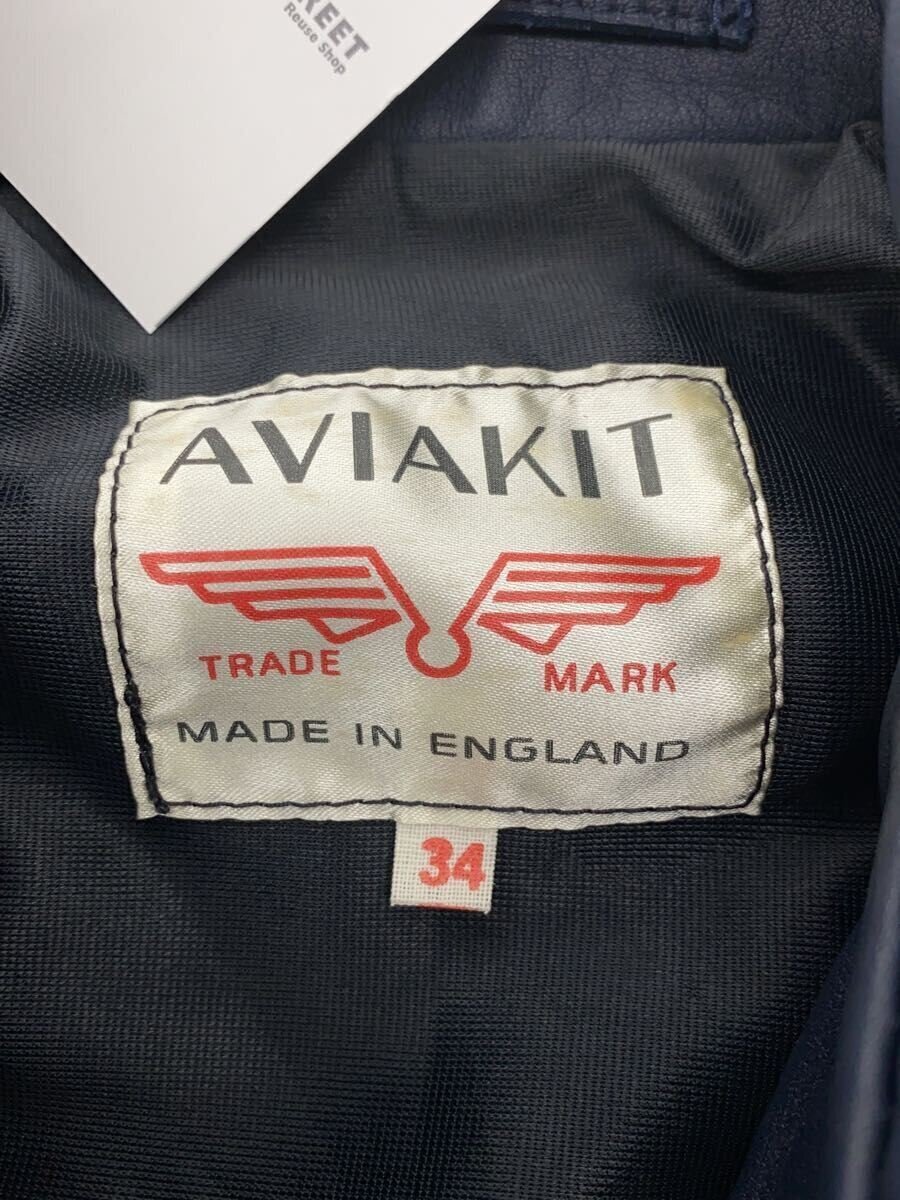 REET
Reuse Shop
AVIAKIT
TRADE MARK
MADE IN ENGLAND
34